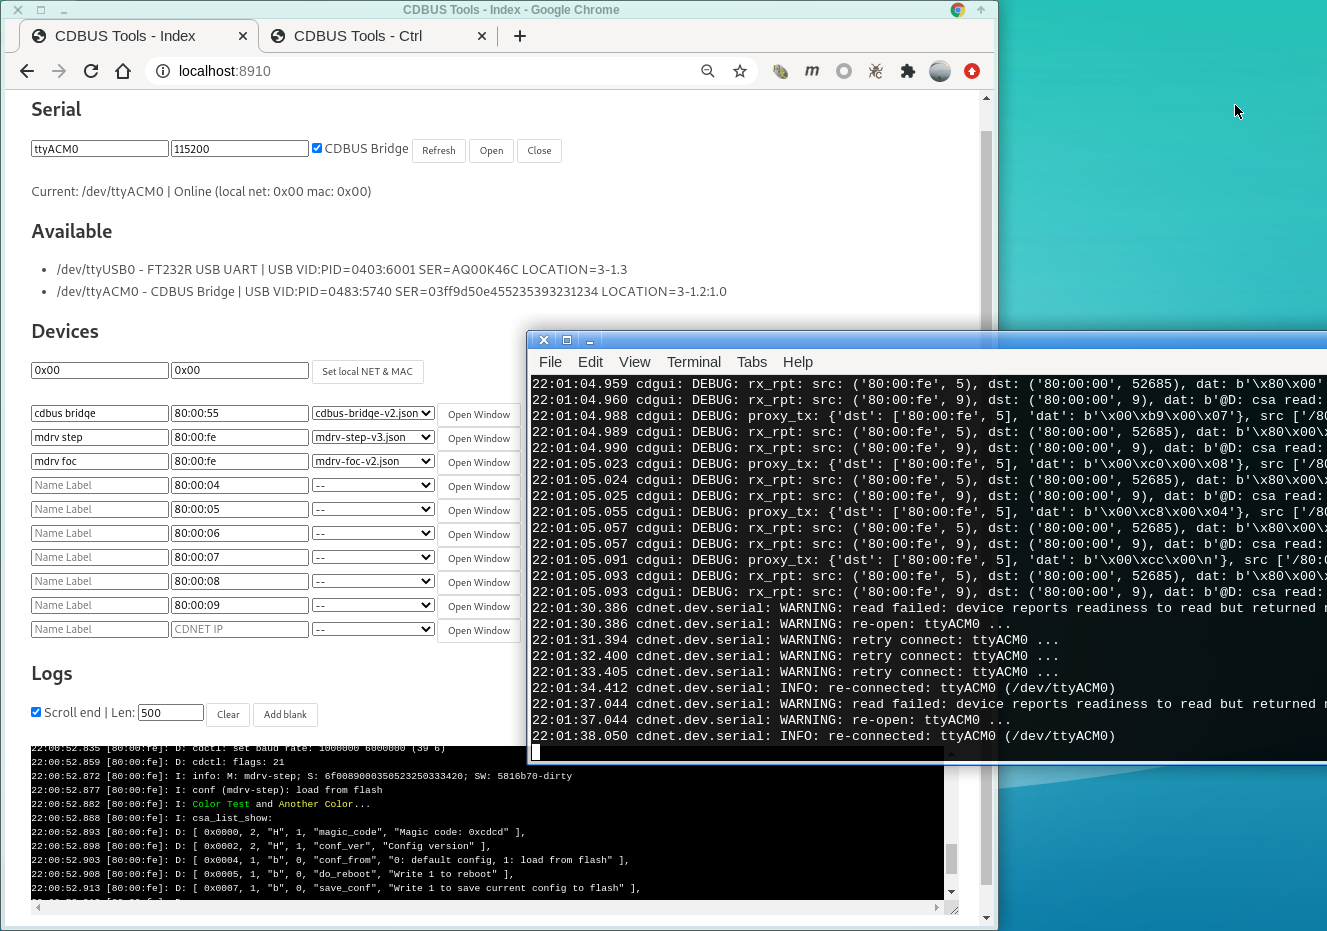 CDBUS Tools - Index - Google Chrome
CDBUS Tools - Index
CDBUS Tools - Ctrl
localhost:8910
Serial
ttyACM0 115200 CDBUS Bridge Refresh Open Close
Current: /dev/ttyACM0 | Online (local net: 0x00 mac: 0x00)
Available
• /dev/ttyUSB0 - FT232R USB UART | USB VID:PID=0403:6001 SER=AQ00K46C LOCATION=3-1.3
• /dev/ttyACM0 - CDBUS Bridge | USB VID:PID=0483:5740 SER=03ff9d50e455235393231234 LOCATION=3-1.2:1.0
Devices
0x00 0x00 Set local NET & MAC
cdbus bridge 80:00:55 cdbus-bridge-v2.json Open Window
mdrv step 80:00:fe mdrv-step-v3.json Open Window
mdrv foc 80:00:fe mdrv-foc-v2.json Open Window
Name Label 80:00:04 -- Open Window
Name Label 80:00:05 -- Open Window
Name Label 80:00:06 -- Open Window
Name Label 80:00:07 -- Open Window
Name Label 80:00:08 -- Open Window
Name Label 80:00:09 -- Open Window
Name Label CDNET IP -- Open Window
Logs
Scroll end | Len: 500 Clear Add blank
22:00:52.835 [80:00:fe]: D: cdctl: set baud rate: 1000000 6000000 (39 6)
22:00:52.859 [80:00:fe]: D: cdctl: flags: 21
22:00:52.872 [80:00:fe]: I: info: M: mdrv-step; S: 6f0089000350523250333420; SW: 5816b70-dirty
22:00:52.877 [80:00:fe]: I: conf (mdrv-step): load from flash
22:00:52.882 [80:00:fe]: I: Color Test and Another Color...
22:00:52.888 [80:00:fe]: I: csa_list_show:
22:00:52.893 [80:00:fe]: D: [ 0x0000, 2, "H", 1, "magic_code", "Magic code: 0xcdcd" ],
22:00:52.898 [80:00:fe]: D: [ 0x0002, 2, "H", 1, "conf_ver", "Config version" ],
22:00:52.903 [80:00:fe]: D: [ 0x0004, 1, "b", 0, "conf_from", "0: default config, 1: load from flash" ],
22:00:52.908 [80:00:fe]: D: [ 0x0005, 1, "b", 0, "do_reboot", "Write 1 to reboot" ],
22:00:52.913 [80:00:fe]: D: [ 0x0007, 1, "b", 0, "save_conf", "Write 1 to save current config to flash" ],
File Edit View Terminal Tabs Help
22:01:04.959 cdgui: DEBUG: rx_rpt: src: ('80:00:fe', 5), dst: ('80:00:00', 52685), dat: b'\x80\x00'
22:01:04.960 cdgui: DEBUG: rx_rpt: src: ('80:00:fe', 9), dst: ('80:00:00', 9), dat: b'@D: csa read:
22:01:04.988 cdgui: DEBUG: proxy_tx: {'dst': ['80:00:fe', 5], 'dat': b'\x00\xb9\x00\x07'}, src ['/80
22:01:04.989 cdgui: DEBUG: rx_rpt: src: ('80:00:fe', 5), dst: ('80:00:00', 52685), dat: b'\x80\x00\x
22:01:04.990 cdgui: DEBUG: rx_rpt: src: ('80:00:fe', 9), dst: ('80:00:00', 9), dat: b'@D: csa read:
22:01:05.023 cdgui: DEBUG: proxy_tx: {'dst': ['80:00:fe', 5], 'dat': b'\x00\xc0\x00\x08'}, src ['/80
22:01:05.024 cdgui: DEBUG: rx_rpt: src: ('80:00:fe', 5), dst: ('80:00:00', 52685), dat: b'\x80\x00\x
22:01:05.025 cdgui: DEBUG: rx_rpt: src: ('80:00:fe', 9), dst: ('80:00:00', 9), dat: b'@D: csa read:
22:01:05.055 cdgui: DEBUG: proxy_tx: {'dst': ['80:00:fe', 5], 'dat': b'\x00\xc8\x00\x04'}, src ['/80
22:01:05.057 cdgui: DEBUG: rx_rpt: src: ('80:00:fe', 5), dst: ('80:00:00', 52685), dat: b'\x80\x00\x
22:01:05.057 cdgui: DEBUG: rx_rpt: src: ('80:00:fe', 9), dst: ('80:00:00', 9), dat: b'@D: csa read:
22:01:05.091 cdgui: DEBUG: proxy_tx: {'dst': ['80:00:fe', 5], 'dat': b'\x00\xcc\x00\n'}, src ['/80:0
22:01:05.093 cdgui: DEBUG: rx_rpt: src: ('80:00:fe', 5), dst: ('80:00:00', 52685), dat: b'\x80\x00\x
22:01:05.093 cdgui: DEBUG: rx_rpt: src: ('80:00:fe', 9), dst: ('80:00:00', 9), dat: b'@D: csa read:
22:01:30.386 cdnet.dev.serial: WARNING: read failed: device reports readiness to read but returned
22:01:30.386 cdnet.dev.serial: WARNING: re-open: ttyACM0 ...
22:01:31.394 cdnet.dev.serial: WARNING: retry connect: ttyACM0 ...
22:01:32.400 cdnet.dev.serial: WARNING: retry connect: ttyACM0 ...
22:01:33.405 cdnet.dev.serial: WARNING: retry connect: ttyACM0 ...
22:01:34.412 cdnet.dev.serial: INFO: re-connected: ttyACM0 (/dev/ttyACM0)
22:01:37.044 cdnet.dev.serial: WARNING: read failed: device reports readiness to read but returned
22:01:37.044 cdnet.dev.serial: WARNING: re-open: ttyACM0 ...
22:01:38.050 cdnet.dev.serial: INFO: re-connected: ttyACM0 (/dev/ttyACM0)